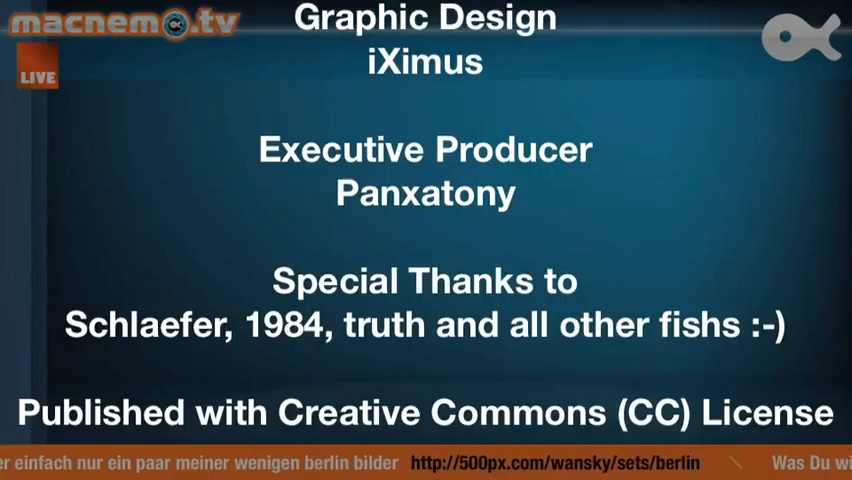 macnemo.tv
LIVE
Graphic Design
iXimus
Executive Producer
Panxatony
Special Thanks to
Schlaefer, 1984, truth and all other fishs :-)
Published with Creative Commons (CC) License
einfach nur ein paar meiner wenigen berlin bilder http://500px.com/wansky/sets/berlin \ Was Du